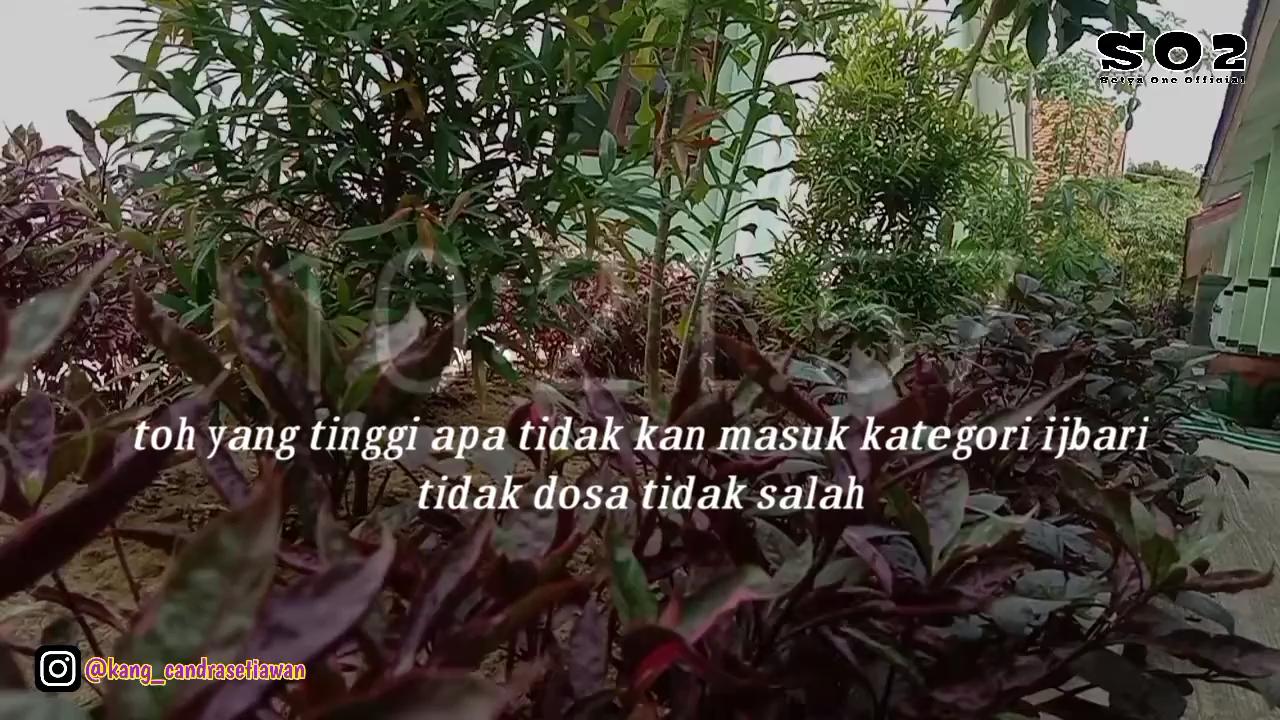 SO2
Setya One Official
toh yang tinggi apa tidak kan masuk kategori ijbari
tidak dosa tidak salah
@kang_candrasetiawan